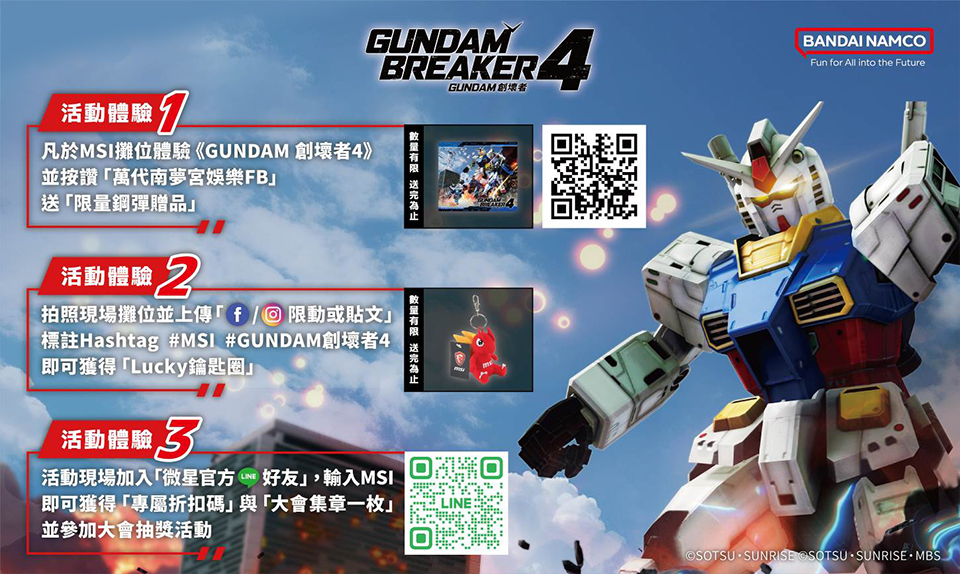 GUNDAM
BREAKER 4
GUNDAM 創壞者
BANDAI NAMCO
Fun for All into the Future
活動體驗1
凡於MSI攤位體驗《GUNDAM 創壞者4》
並按讚「萬代南夢宮娛樂FB」
送「限量鋼彈贈品」
數量有限 送完為止
GUNDAM
BREAKER 4
活動體驗2
拍照現場攤位並上傳「f/限動或貼文」
標註Hashtag #MSI #GUNDAM創壞者4
即可獲得「Lucky鑰匙圈」
數量有限 送完為止
msi
活動體驗3
活動現場加入「微星官方LINE好友」，輸入MSI
即可獲得「專屬折扣碼」與「大會集章一枚」
並參加大會抽獎活動
LINE
©SOTSU・SUNRISE ©SOTSU・SUNRISE・MBS